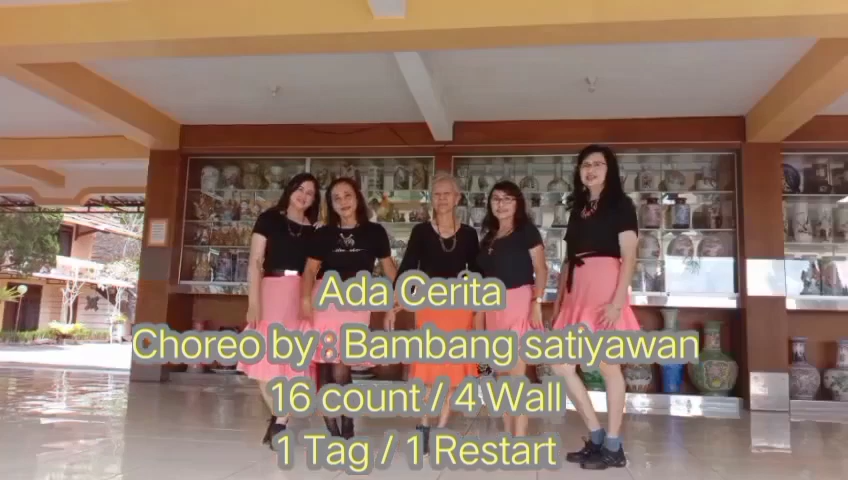 Ada Cerita
Choreo by : Bambang satiyawan
16 count / 4 Wall
1 Tag / 1 Restart